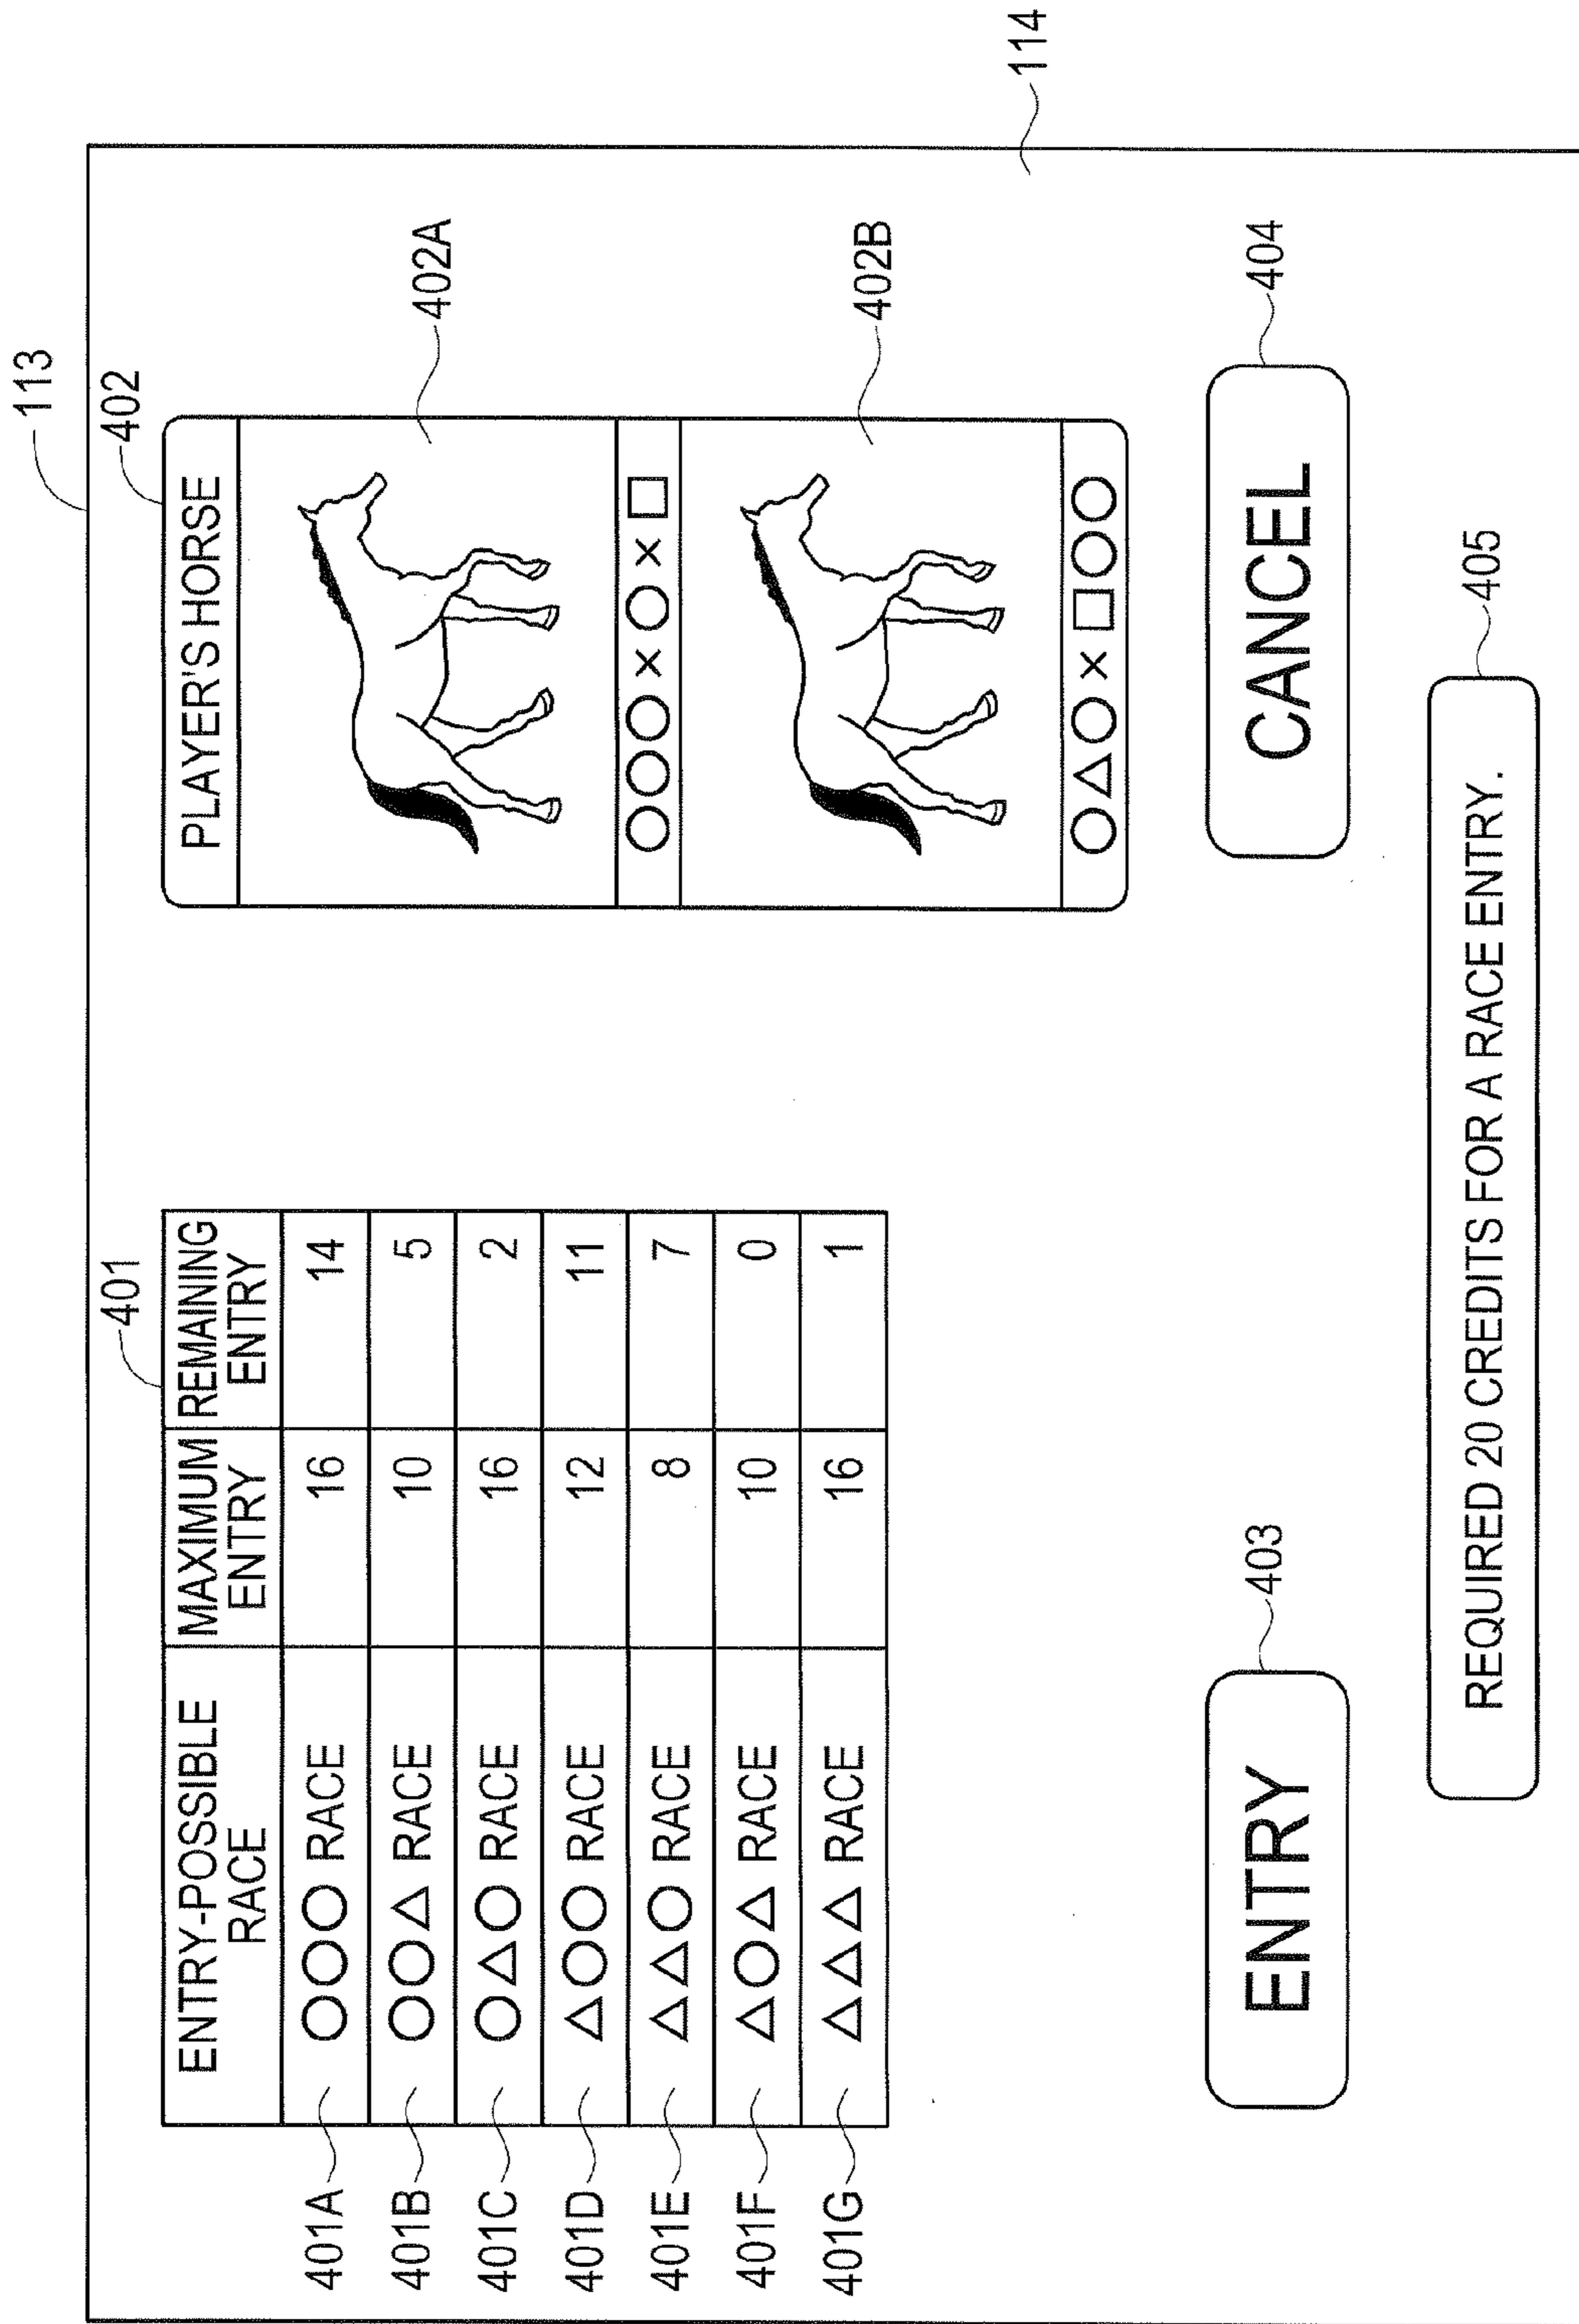 113
401
402
ENTRY-POSSIBLE RACE MAXIMUM ENTRY REMAINING ENTRY
401A ○○○ RACE 16 14
401B ○○△ RACE 10 5
401C ○△○ RACE 16 2
401D △○○ RACE 12 11
401E △△○ RACE 8 7
401F △○△ RACE 10 0
401G △△△ RACE 16 1
PLAYER'S HORSE
402A
○○○×○×□
402B
○△○×□○○
ENTRY
403
CANCEL
404
REQUIRED 20 CREDITS FOR A RACE ENTRY.
405
114